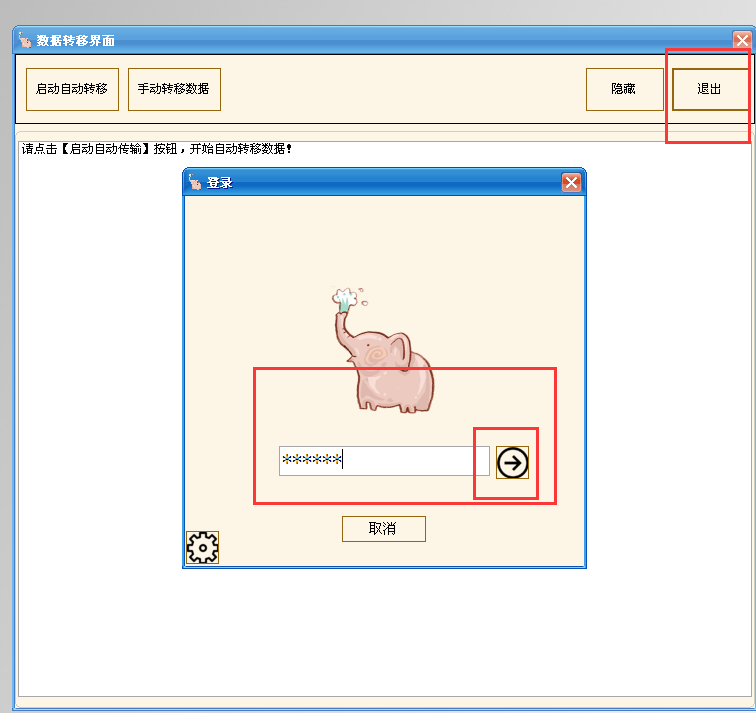 数据转移界面
启动自动转移 手动转移数据 隐藏 退出
请点击【启动自动传输】按钮，开始自动转移数据！
登录
******
取消